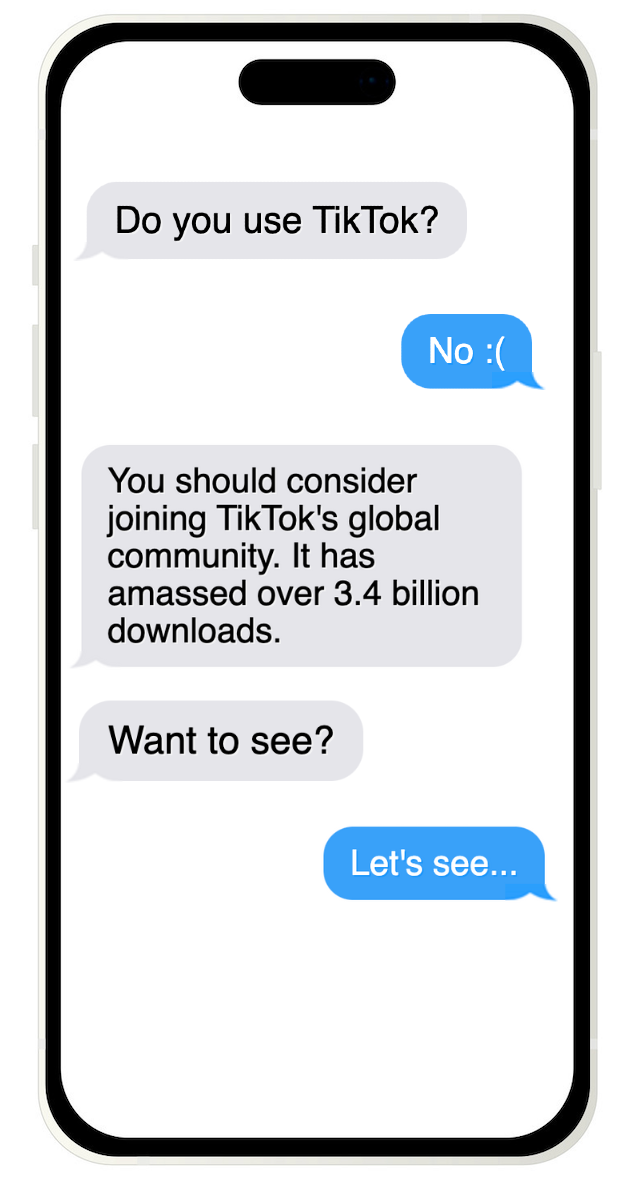 Do you use TikTok?
No :(
You should consider
joining TikTok's global
community. It has
amassed over 3.4 billion
downloads.
Want to see?
Let's see...